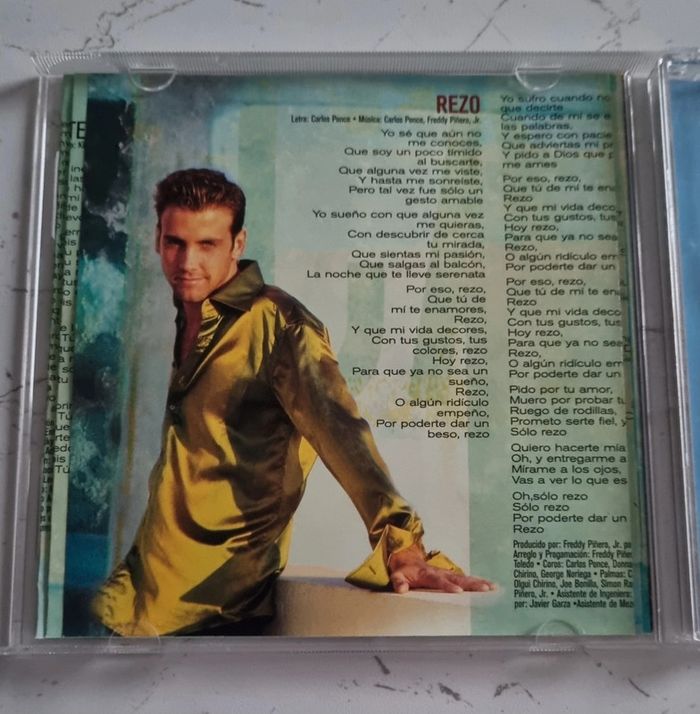 REZO
Letra: Carlos Ponce • Música: Carlos Ponce, Freddy Piñero, Jr.
Yo sé que aún no
me conoces,
Que soy un poco tímido
al buscarte,
Que alguna vez me viste,
Y hasta me sonreíste,
Pero tal vez fue sólo un
gesto amable
Yo sueño con que alguna vez
me quieras,
Con descubrir de cerca
tu mirada,
Que sientas mi pasión,
Que salgas al balcón,
La noche que te lleve serenata
Por eso, rezo,
Que tú de
mí te enamores,
Rezo,
Y que mi vida decores,
Con tus gustos, tus
colores, rezo
Hoy rezo,
Para que ya no sea un
sueño,
Rezo,
O algún ridículo
empeño,
Por poderte dar un
beso, rezo
Yo sufro cuando no
que decirte
Cuando de mí se
las palabras,
Y espero con
Que adviertas mi
Y pido a Dios que
me ames
Por eso, rezo,
Que tú de mí te
Rezo
Y que mi vida
Con tus gustos, tus
Hoy rezo,
Para que ya no sea
Rezo,
O algún ridículo
Por poderte dar un
Por eso, rezo,
Que tú de mí te
Rezo
Y que mi vida
Con tus gustos, tus
Hoy rezo,
Para que ya no sea
Rezo,
O algún ridículo
Por poderte dar un
Pido por tu amor,
Muero por probar
Ruego de rodillas,
Prometo serte fiel, y
Sólo rezo
Quiero hacerte mía
Oh, y entregarme a
Mírame a los ojos,
Vas a ver lo que es
Oh,sólo rezo
Sólo rezo
Por poderte dar un
Rezo
Producido por: Freddy Piñero, Jr.
Arreglo y Progamación: Freddy
Toledo • Coros: Carlos Ponce,
Chirino, George Noriega • Palmas:
Olgui Chirino, Joe Bonilla, Simon
Piñero, Jr. • Asistente de Ingeniera:
por: Javier Garza •Asistente de